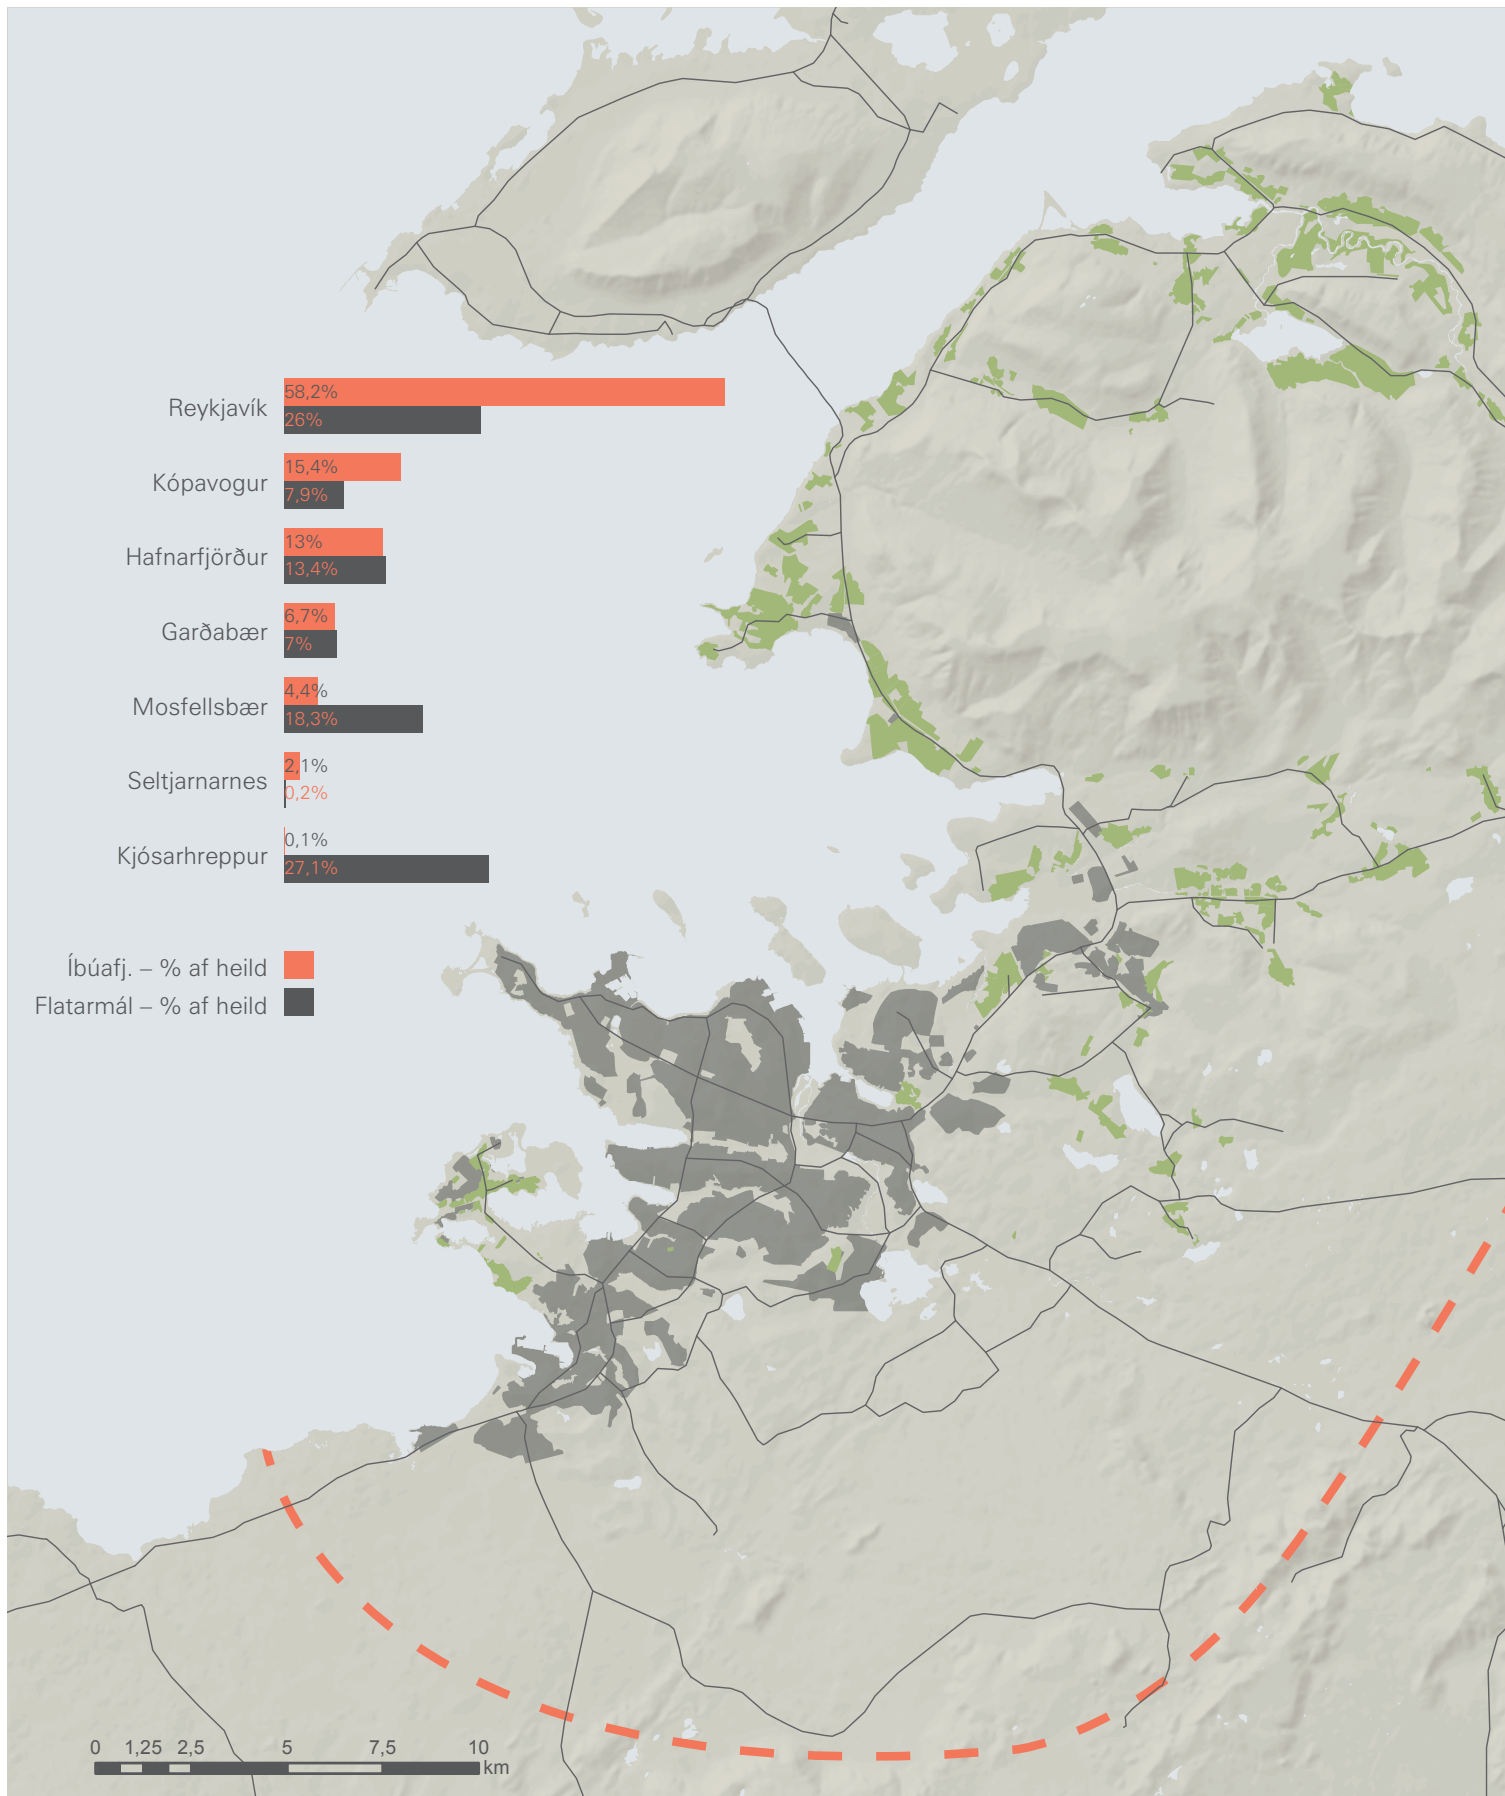 58,2%
Reykjavík
26%
15,4%
Kópavogur
7,9%
13%
Hafnarfjörður
13,4%
6,7%
Garðabær
7%
4,4%
Mosfellsbær
18,3%
2,1%
Seltjarnarnes
0,2%
0,1%
Kjósarhreppur
27,1%
Íbúafj. – % af heild
Flatarmál – % af heild
0 1,25 2,5 5 7,5 10
km